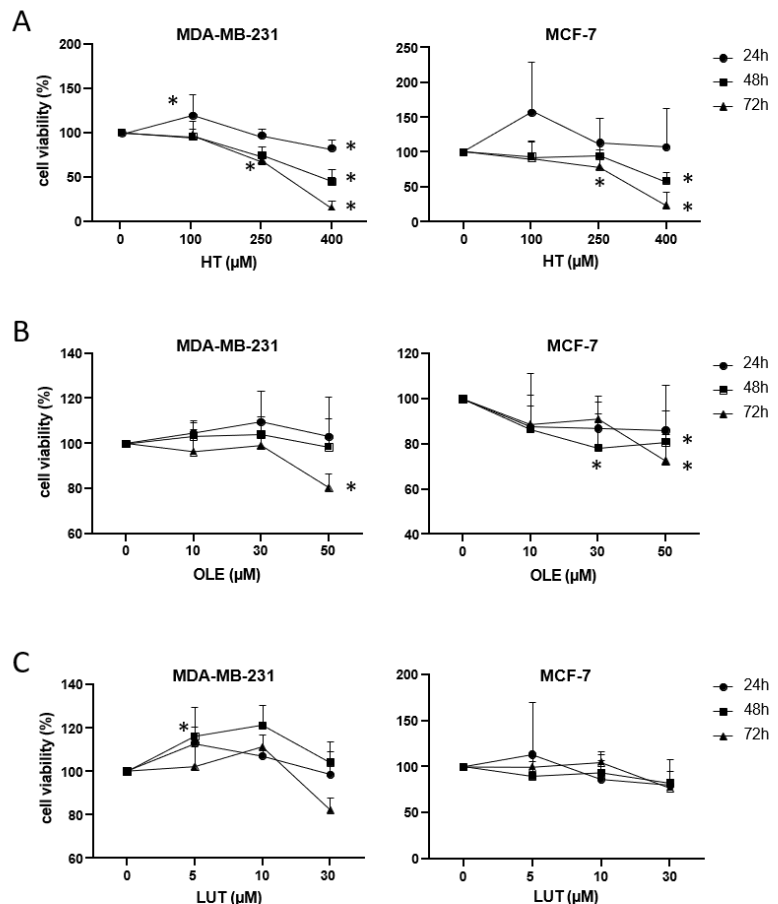 A
MDA-MB-231
MCF-7
cell viability (%)
200
150
100
50
0
*
*
*
*
*
0 100 250 400
HT (µM)
250
200
150
100
50
0
*
*
*
0 100 250 400
HT (µM)
24h
48h
72h
B
MDA-MB-231
MCF-7
cell viability (%)
140
120
100
80
60
*
0 10 30 50
OLE (µM)
120
100
80
60
40
*
*
*
0 10 30 50
OLE (µM)
24h
48h
72h
C
MDA-MB-231
MCF-7
cell viability (%)
140
120
100
80
60
*
0 5 10 30
LUT (µM)
200
150
100
50
0
0 5 10 30
LUT (µM)
24h
48h
72h